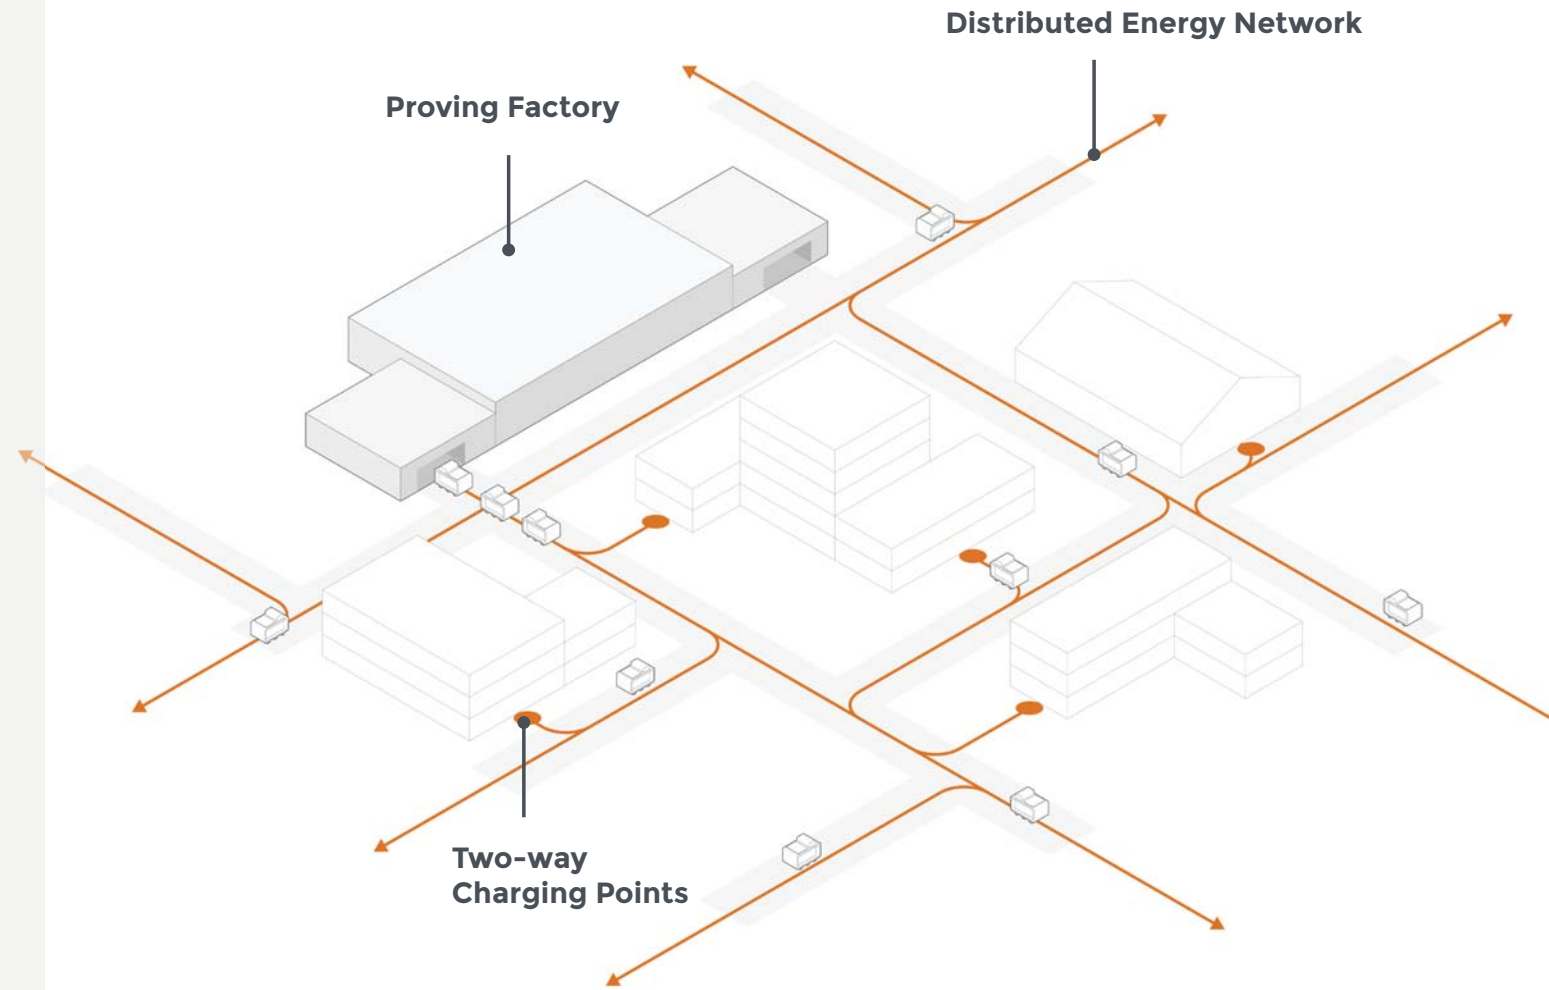 Distributed Energy Network
Proving Factory
Two-way
Charging Points